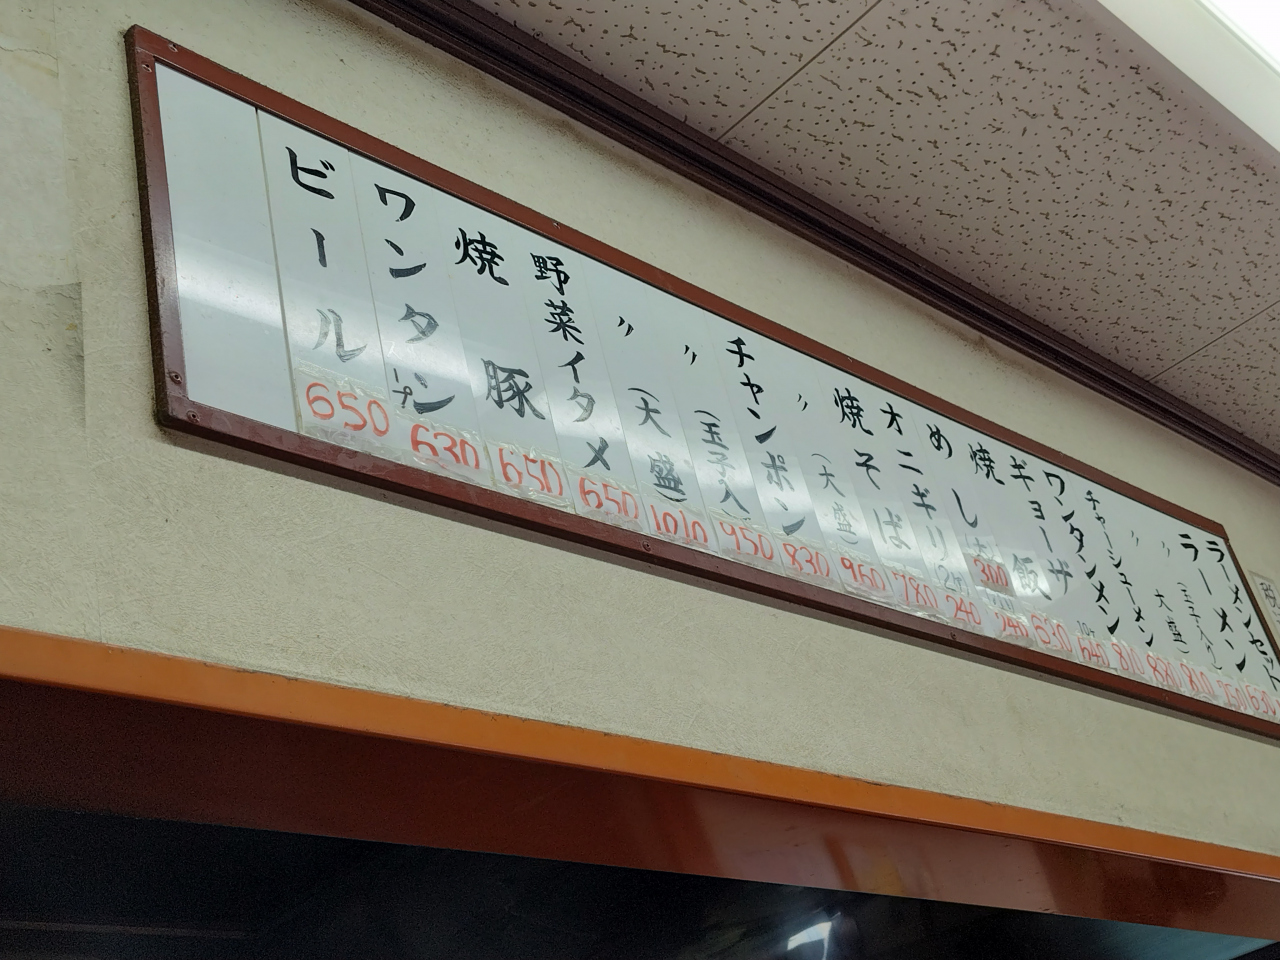 ラーメンセット
ラーメン 630
〃 (玉子入り)
〃 大盛) 810
チャーシューメン 880
ワンタンメン 810
ギョーザ 640
焼飯 630
めし 300
オニギリ(2ケ) 240
焼そば 780
〃 (大盛) 960
チャンポン 830
〃 (玉子入) 950
〃 (大盛) 1010
野菜イタメ 650
焼豚 650
ワンタン 630
ビール 650